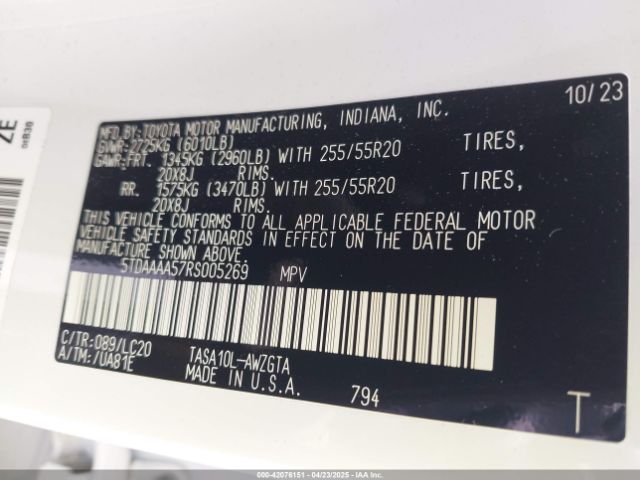 10/23
MFD.BY:TOYOTA MOTOR MANUFACTURING, INDIANA, INC.
GVWR:2725KG (6010LB)
GAWR:FRT. 1345KG (2960LB) WITH 255/55R20 TIRES,
20X8J RIMS.
RR. 1575KG (3470LB) WITH 255/55R20 TIRES,
20X8J RIMS.
THIS VEHICLE CONFORMS TO ALL APPLICABLE FEDERAL MOTOR
VEHICLE SAFETY STANDARDS IN EFFECT ON THE DATE OF
MANUFACTURE SHOWN ABOVE.
5TDAAAA57RS005269 MPV
C/TR:089/LC20 TASA10L-AWZGTA
A/TM:/UA81E MADE IN U.S.A. 794
T
ZE
000-42076151 - 04/23/2025 - IAA Inc.